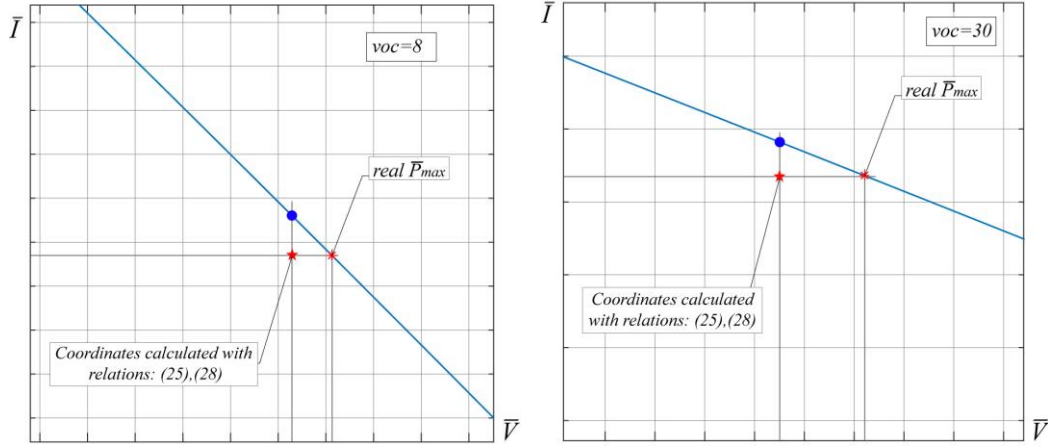 Ī
voc=8
real P̄max
Coordinates calculated with
relations: (25),(28)
V̄
Ī
voc=30
real P̄max
Coordinates calculated
with relations: (25),(28)
V̄